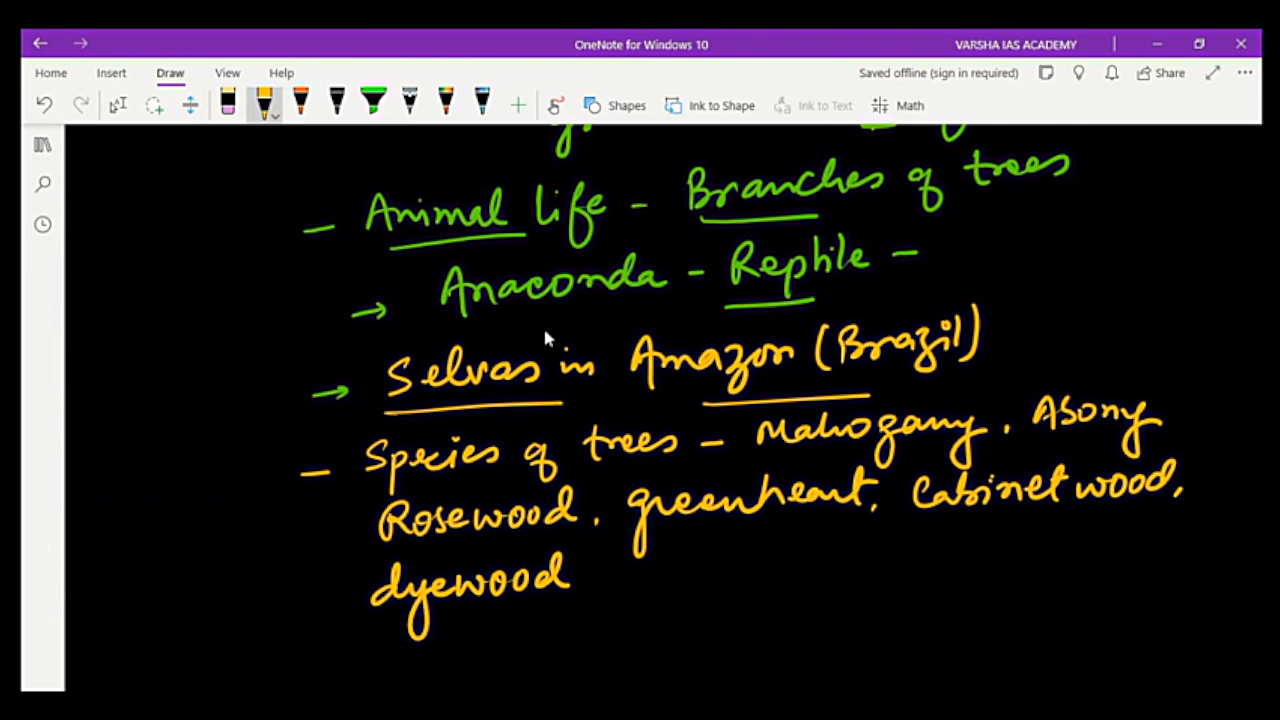 OneNote for Windows 10
VARSHA IAS ACADEMY
Home Insert Draw View Help
Saved offline (sign in required) Share
Shapes Ink to Shape Ink to Text Math
- Animal life - Branches of trees
→ Anaconda - Reptile -
→ Selvas in Amazon (Brazil)
- Species of trees - Mahogany, Asony
Rosewood, greenheart, Cabinet wood,
dyewood